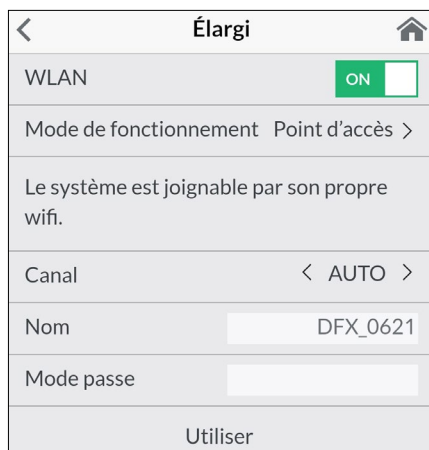 Élargi
WLAN ON
Mode de fonctionnement Point d’accès
Le système est joignable par son propre
wifi.
Canal AUTO
Nom DFX_0621
Mode passe
Utiliser